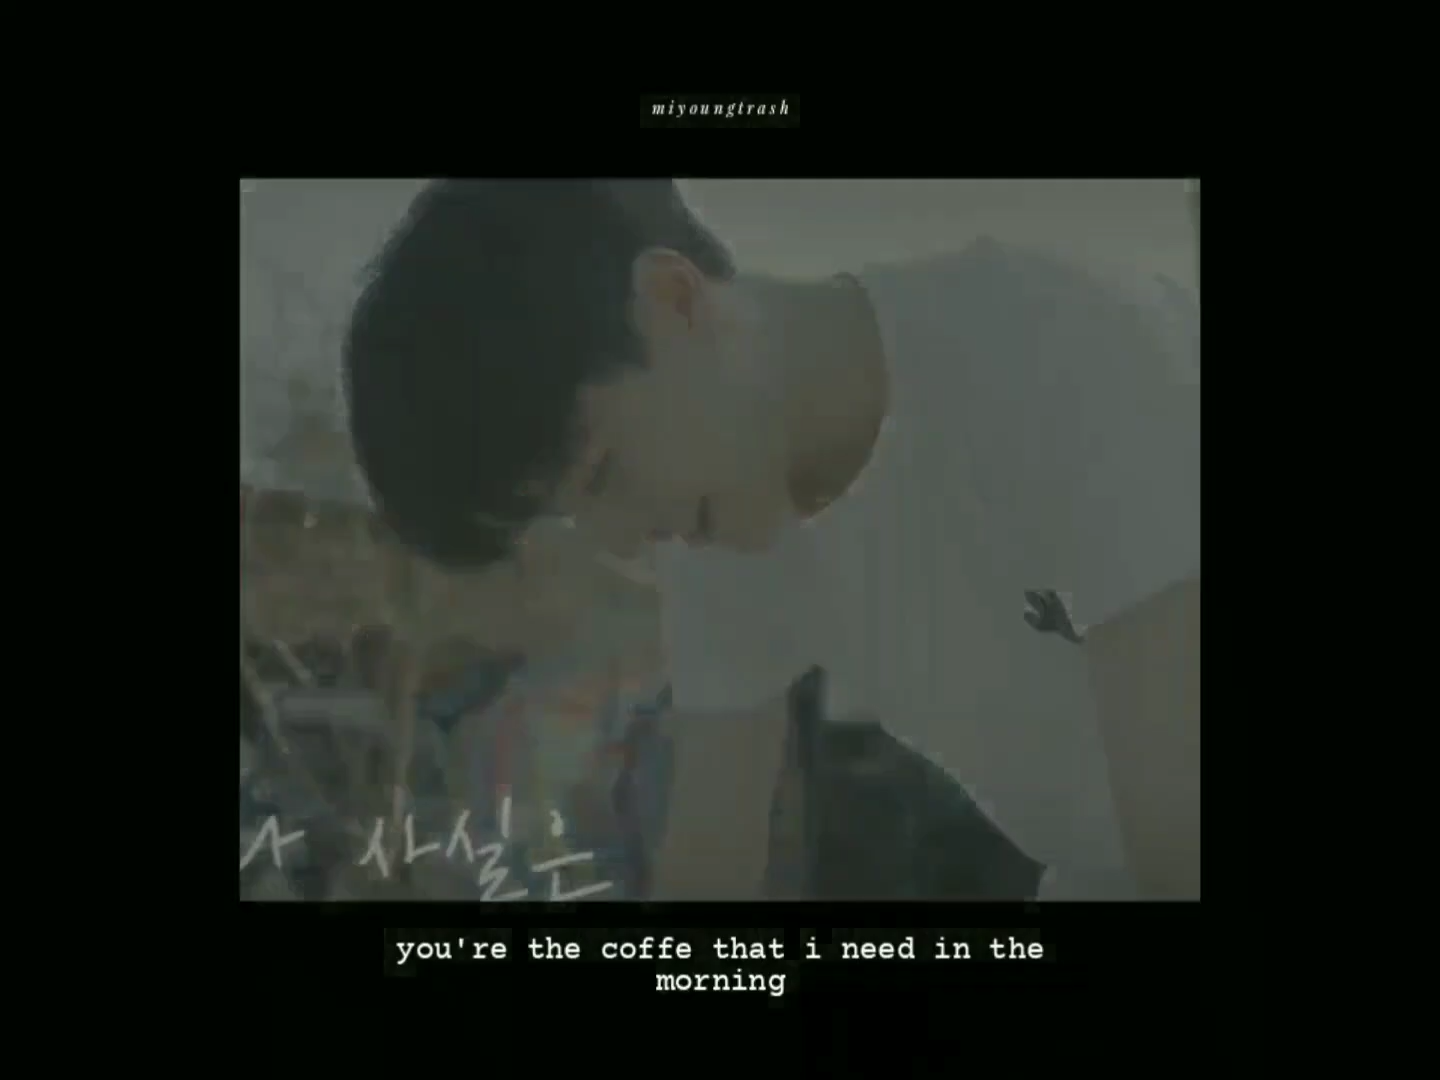 miyoungtrash
사실은
you're the coffe that i need in the
morning